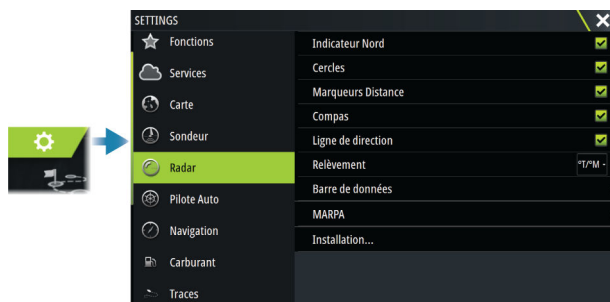 SETTINGS
Fonctions
Services
Carte
Sondeur
Radar
Pilote Auto
Navigation
Carburant
Traces
Indicateur Nord
Cercles
Marqueurs Distance
Compas
Ligne de direction
Relèvement °T/°M
Barre de données
MARPA
Installation...